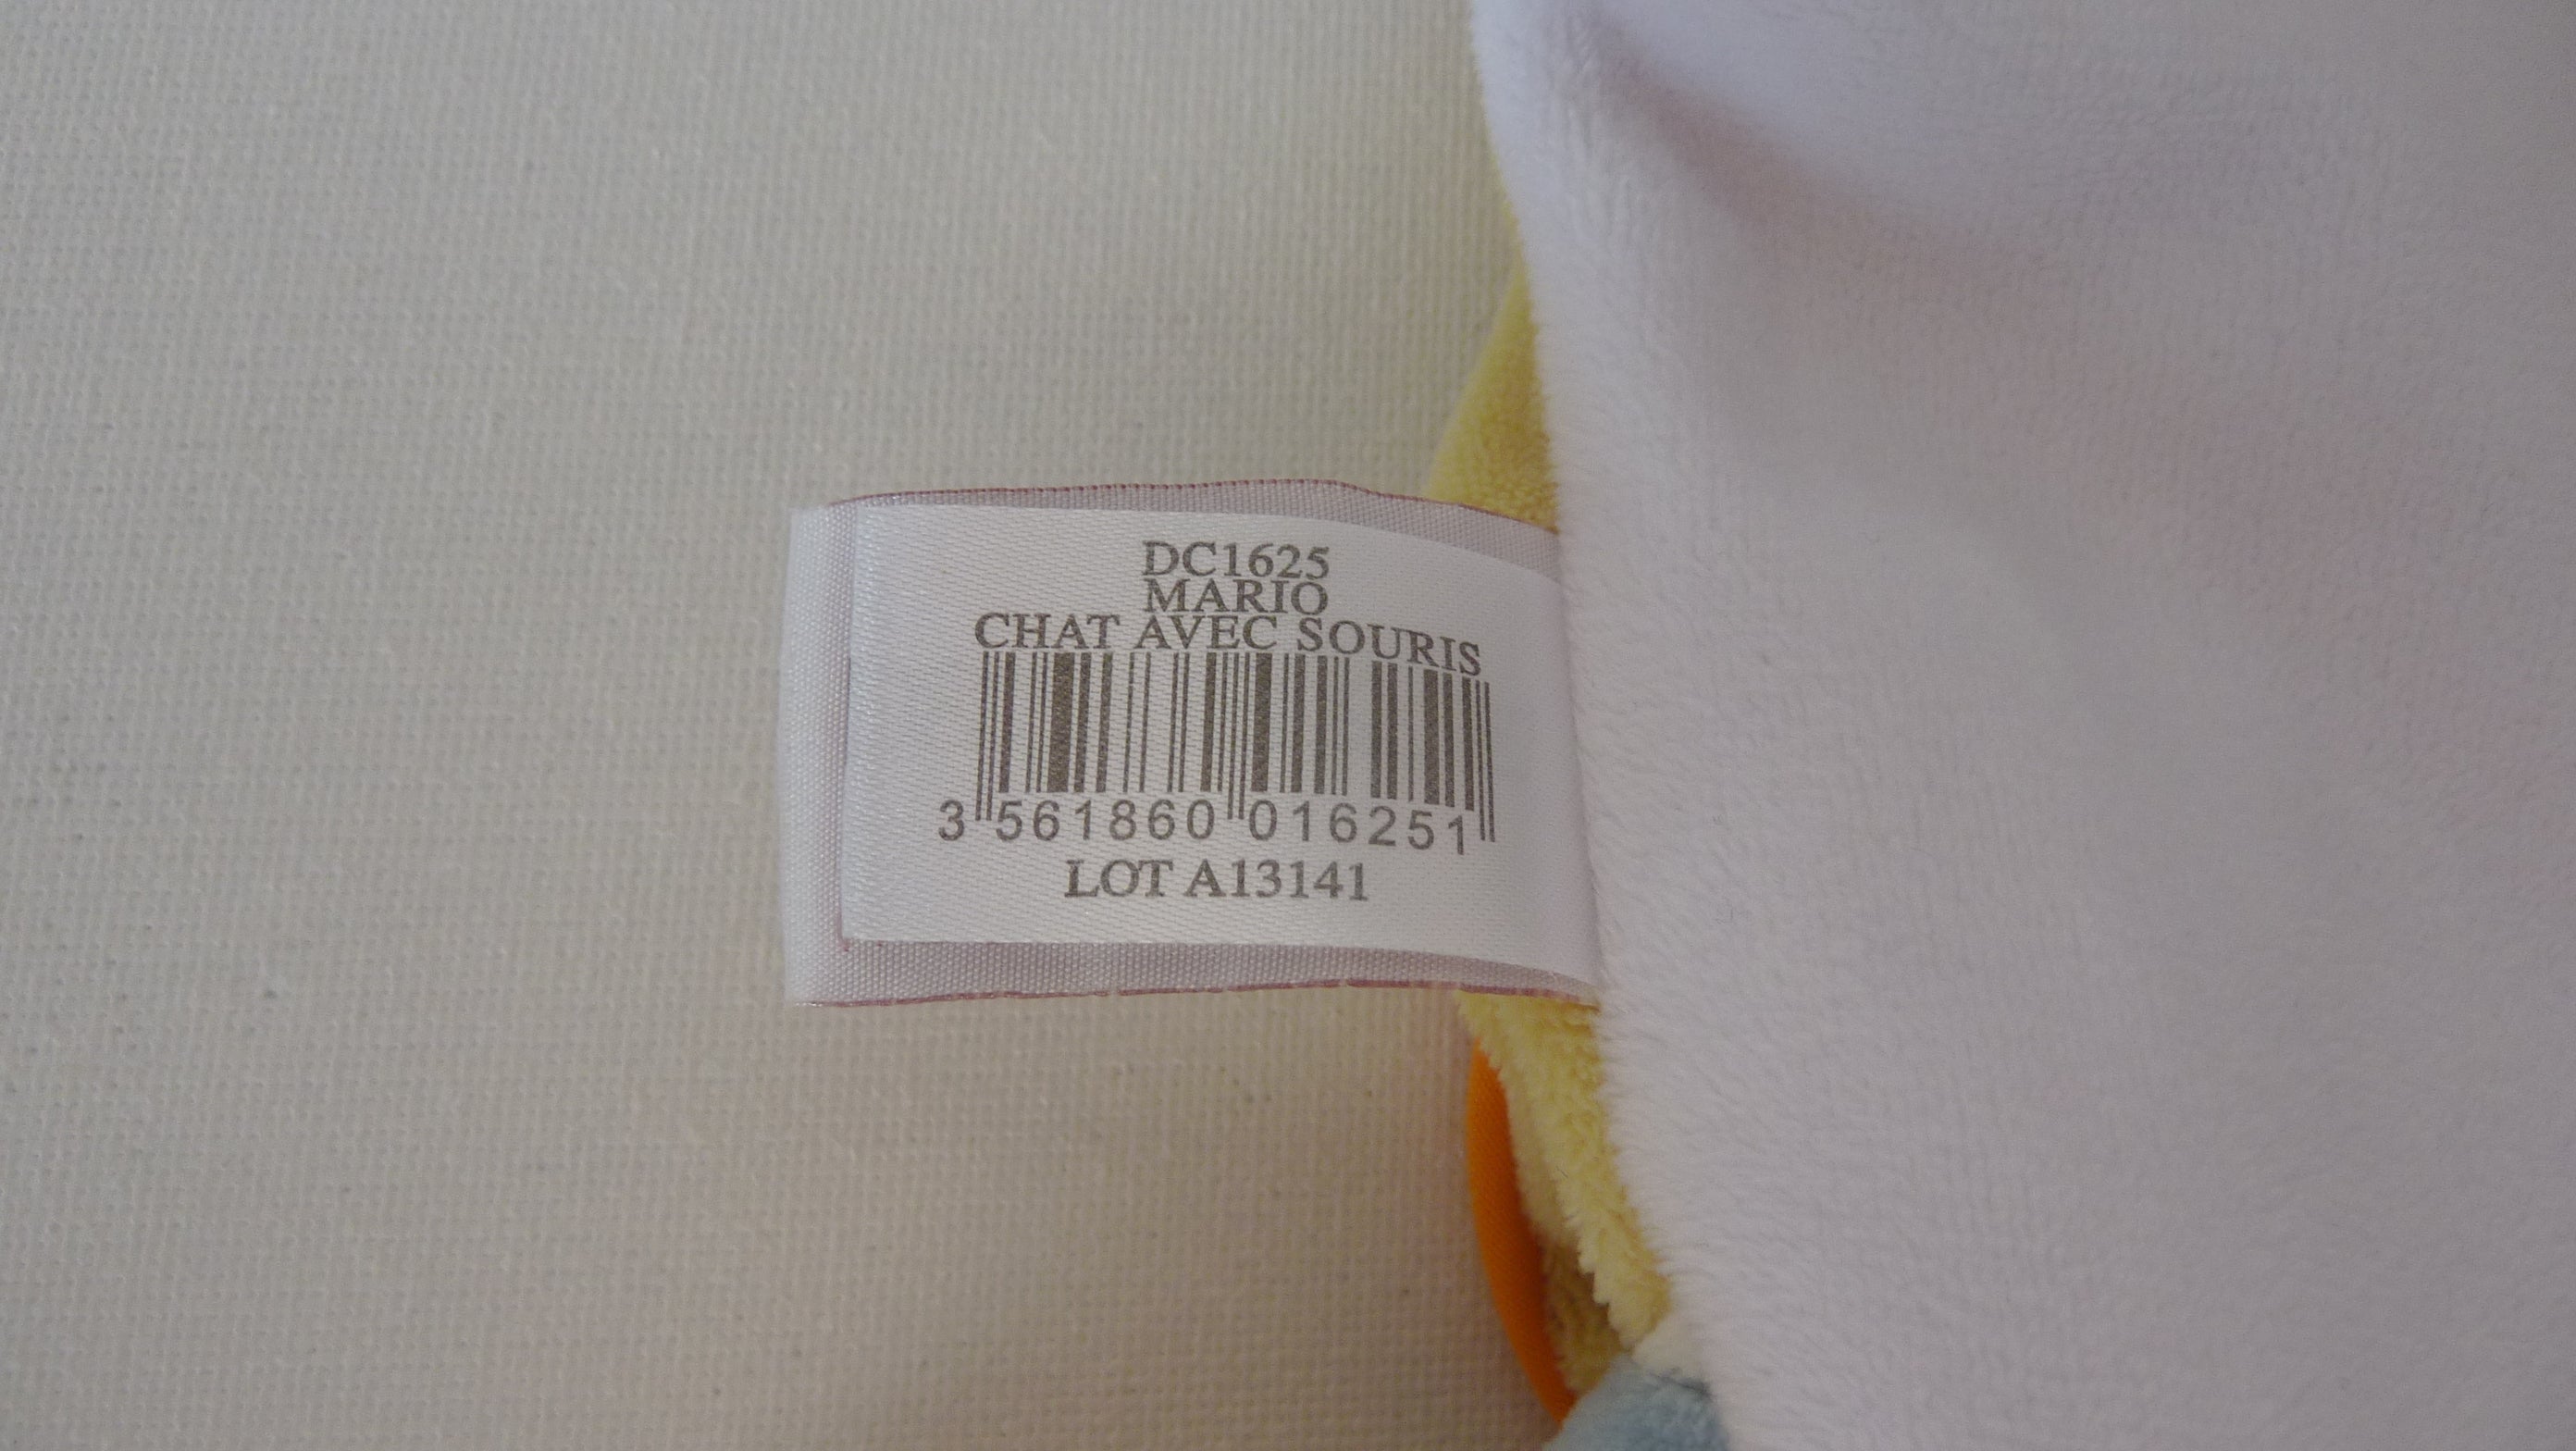 DC1625
MARIO
CHAT AVEC SOURIS
3 561860 016251
LOT A13141